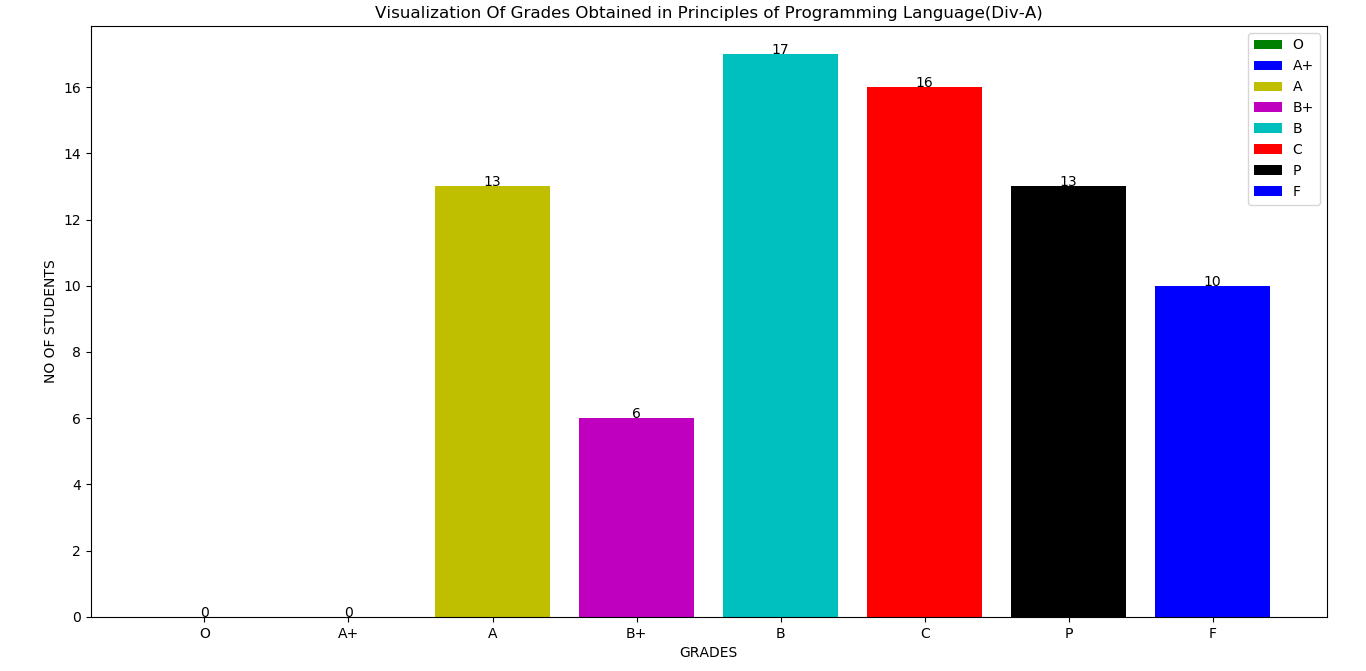 Visualization Of Grades Obtained in Principles of Programming Language(Div-A)
NO OF STUDENTS
16
14
12
10
8
6
4
2
0
0
0
13
6
17
16
13
10
O
A+
A
B+
B
C
P
F
O
A+
A
B+
B
C
P
F
GRADES